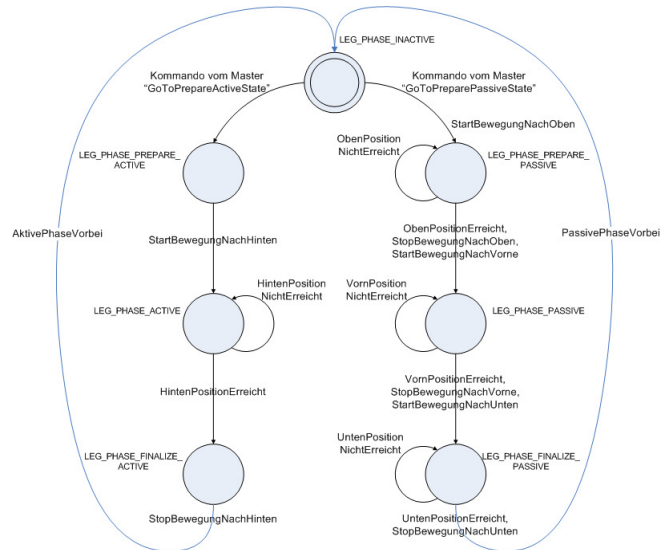 LEG_PHASE_INACTIVE
Kommando vom Master
"GoToPrepareActiveState"
Kommando vom Master
"GoToPreparePassiveState"
StartBewegungNachOben
ObenPosition
NichtErreicht
LEG_PHASE_PREPARE_
ACTIVE
LEG_PHASE_PREPARE_
PASSIVE
AktivePhaseVorbei
StartBewegungNachHinten
ObenPositionErreicht,
StopBewegungNachOben,
StartBewegungNachVorne
PassivePhaseVorbei
HintenPosition
NichtErreicht
VornPosition
NichtErreicht
LEG_PHASE_ACTIVE
LEG_PHASE_PASSIVE
HintenPositionErreicht
VornPositionErreicht,
StopBewegungNachVorne,
StartBewegungNachUnten
UntenPosition
NichtErreicht
LEG_PHASE_FINALIZE_
ACTIVE
LEG_PHASE_FINALIZE_
PASSIVE
StopBewegungNachHinten
UntenPositionErreicht,
StopBewegungNachUnten